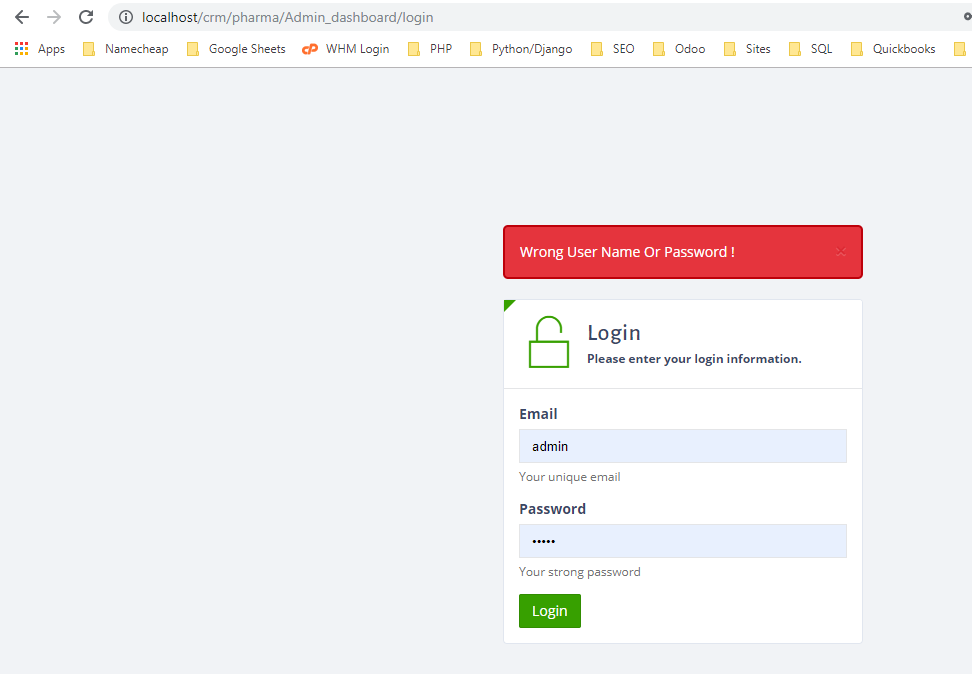 localhost/crm/pharma/Admin_dashboard/login
Apps Namecheap Google Sheets cP WHM Login PHP Python/Django SEO Odoo Sites SQL Quickbooks
Wrong User Name Or Password ! ×
Login
Please enter your login information.
Email
admin
Your unique email
Password
•••••
Your strong password
Login